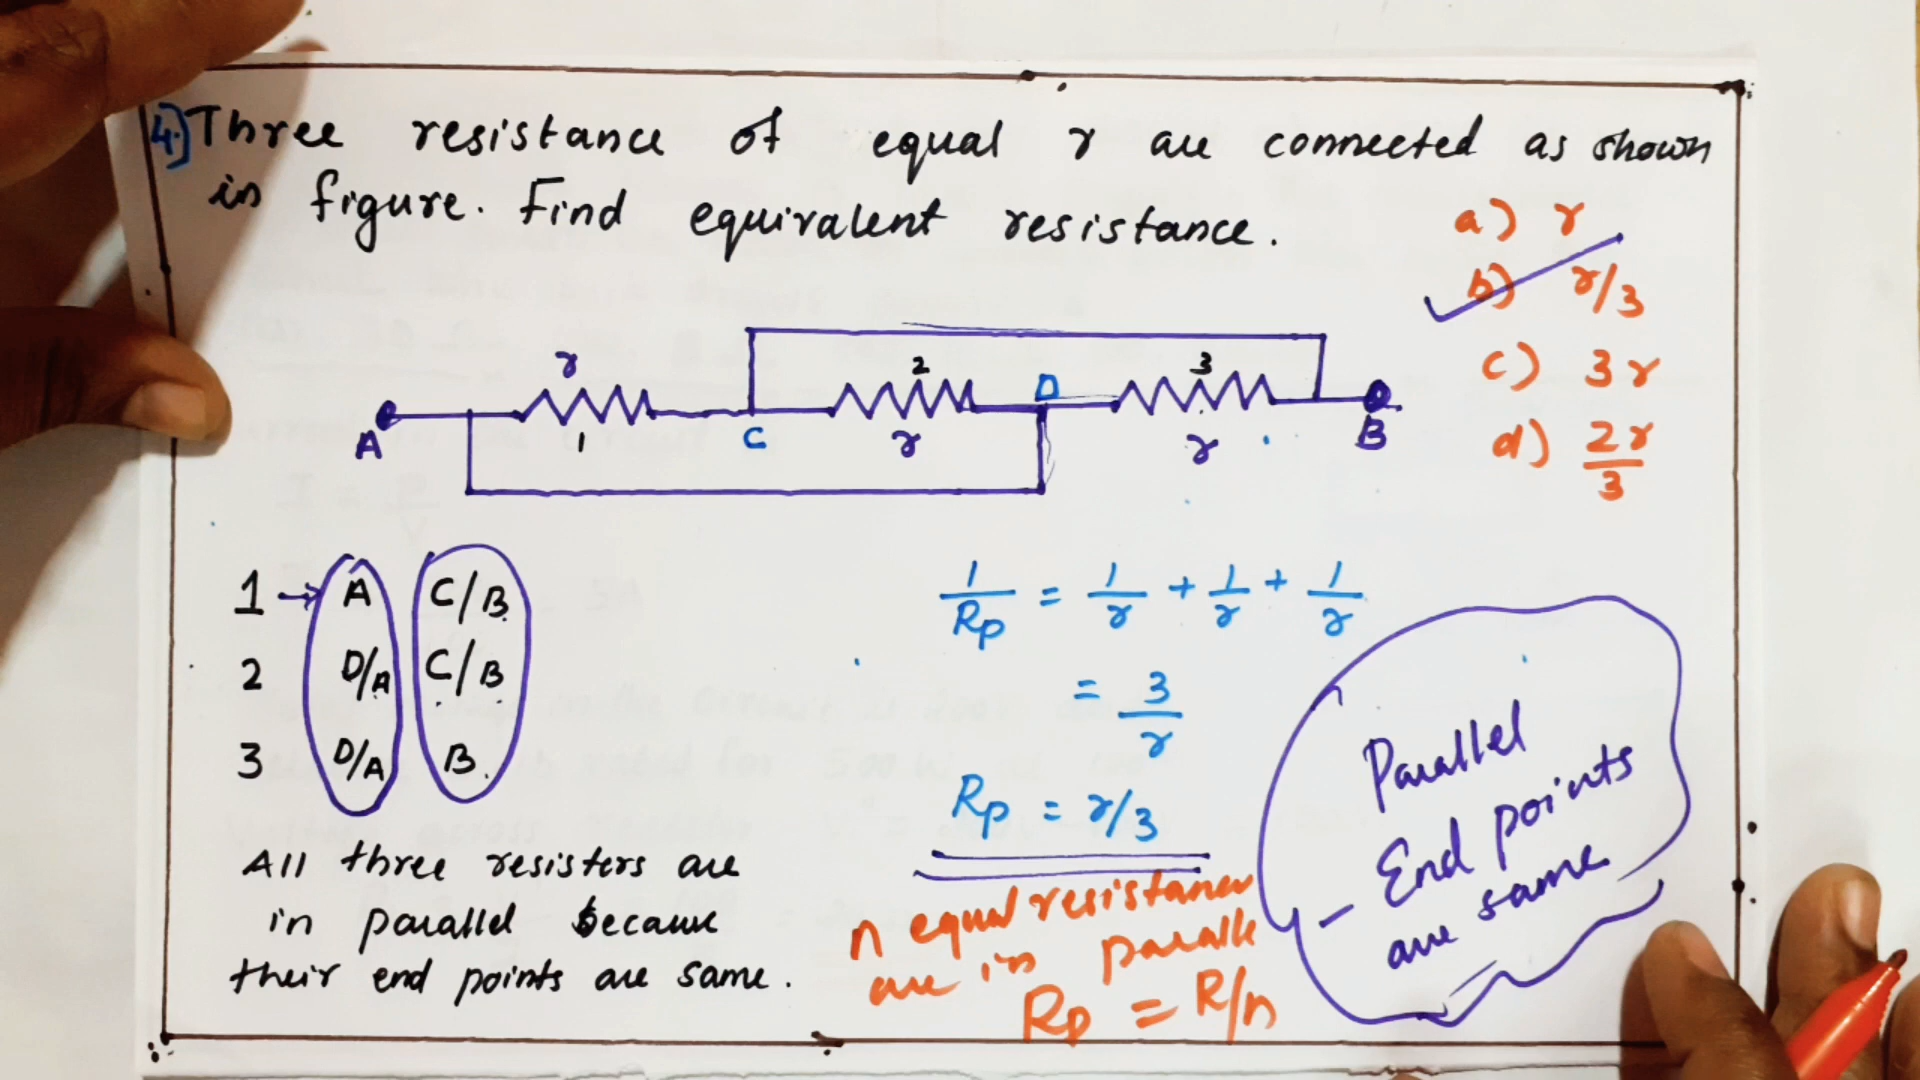 4.) Three resistance of equal r are connected as shown
in figure. Find equivalent resistance.
a) r
b) r/3
c) 3r
d) 2r/3
r 2 D 3
A 1 C r r B
1 → A C/B
2 D/A C/B
3 D/A B.
All three resisters are
in parallel because
their end points are same.
1/Rp = 1/r + 1/r + 1/r
= 3/r
Rp = r/3
n equal resistance
are in paralle
Rp = R/n
Parallel
- End points
are same